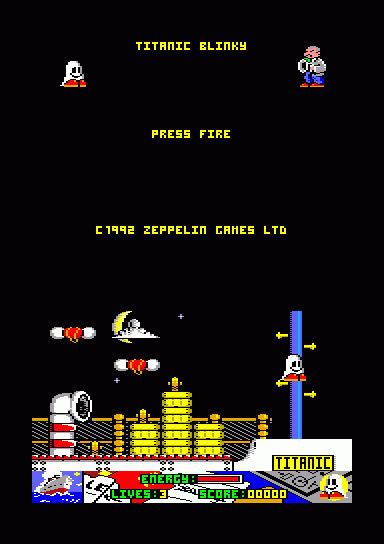 TITANIC BLINKY
PRESS FIRE
C1992 ZEPPELIN GAMES LTD
TITANIC
ENERGY:
LIVES:3 SCORE:00000